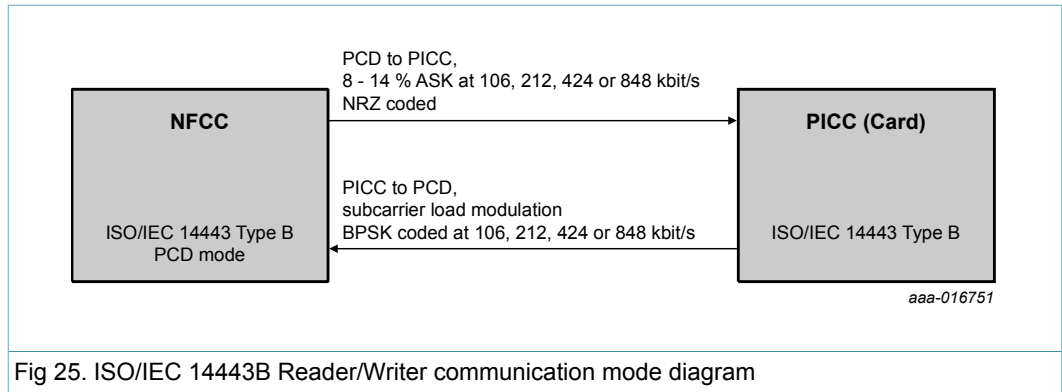 PCD to PICC,
8 - 14 % ASK at 106, 212, 424 or 848 kbit/s
NRZ coded
NFCC
PICC (Card)
PICC to PCD,
subcarrier load modulation
BPSK coded at 106, 212, 424 or 848 kbit/s
ISO/IEC 14443 Type B
PCD mode
ISO/IEC 14443 Type B
aaa-016751
Fig 25. ISO/IEC 14443B Reader/Writer communication mode diagram